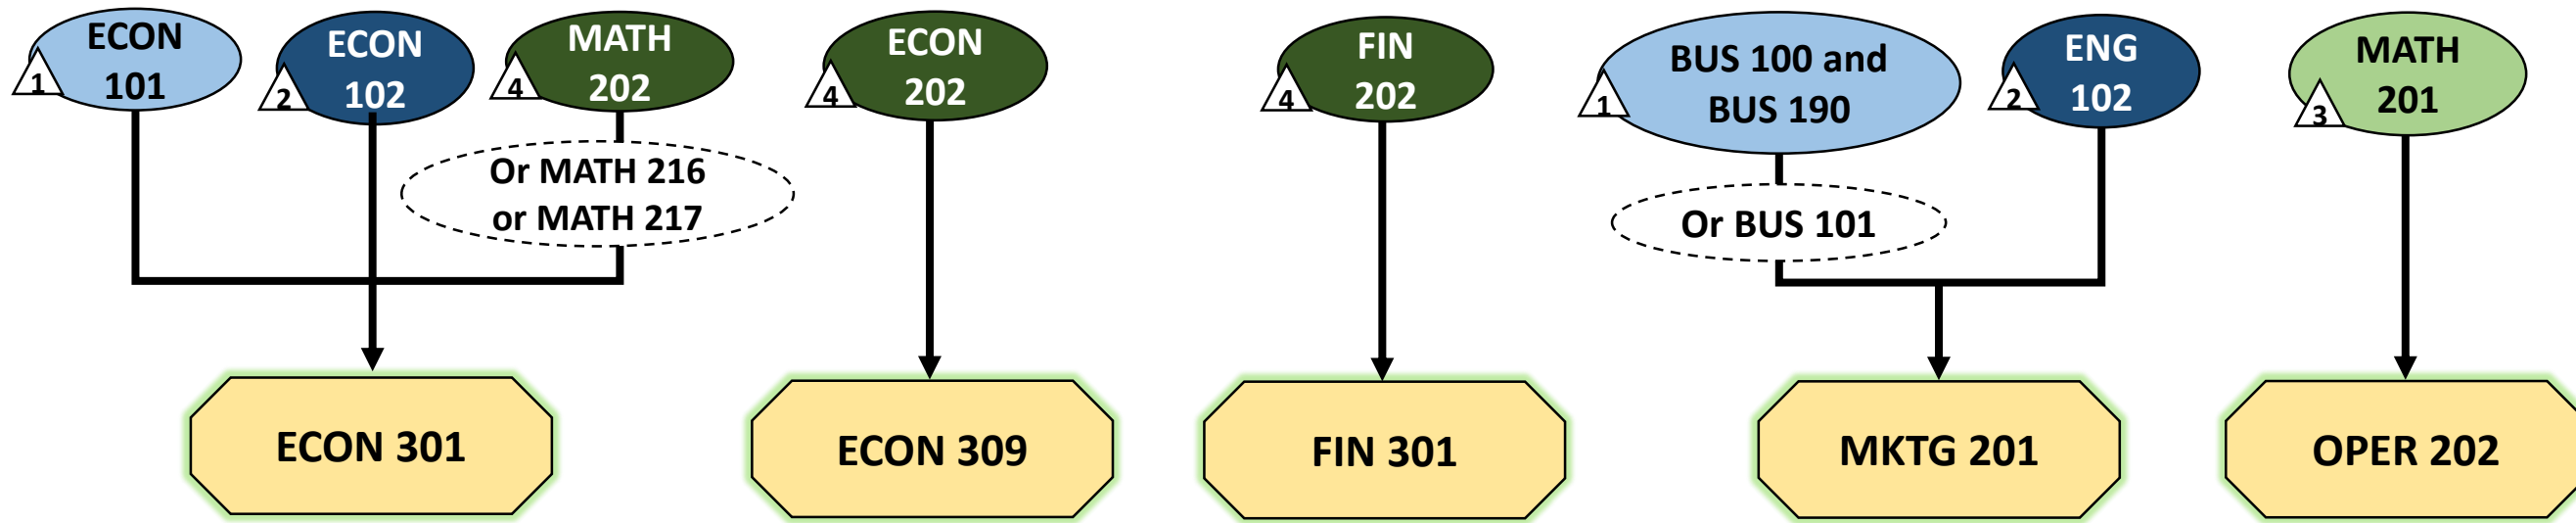 ECON
101
1
ECON
102
2
MATH
202
4
Or MATH 216
or MATH 217
ECON
202
4
FIN
202
4
BUS 100 and
BUS 190
1
Or BUS 101
ENG
102
2
MATH
201
3
ECON 301
ECON 309
FIN 301
MKTG 201
OPER 202